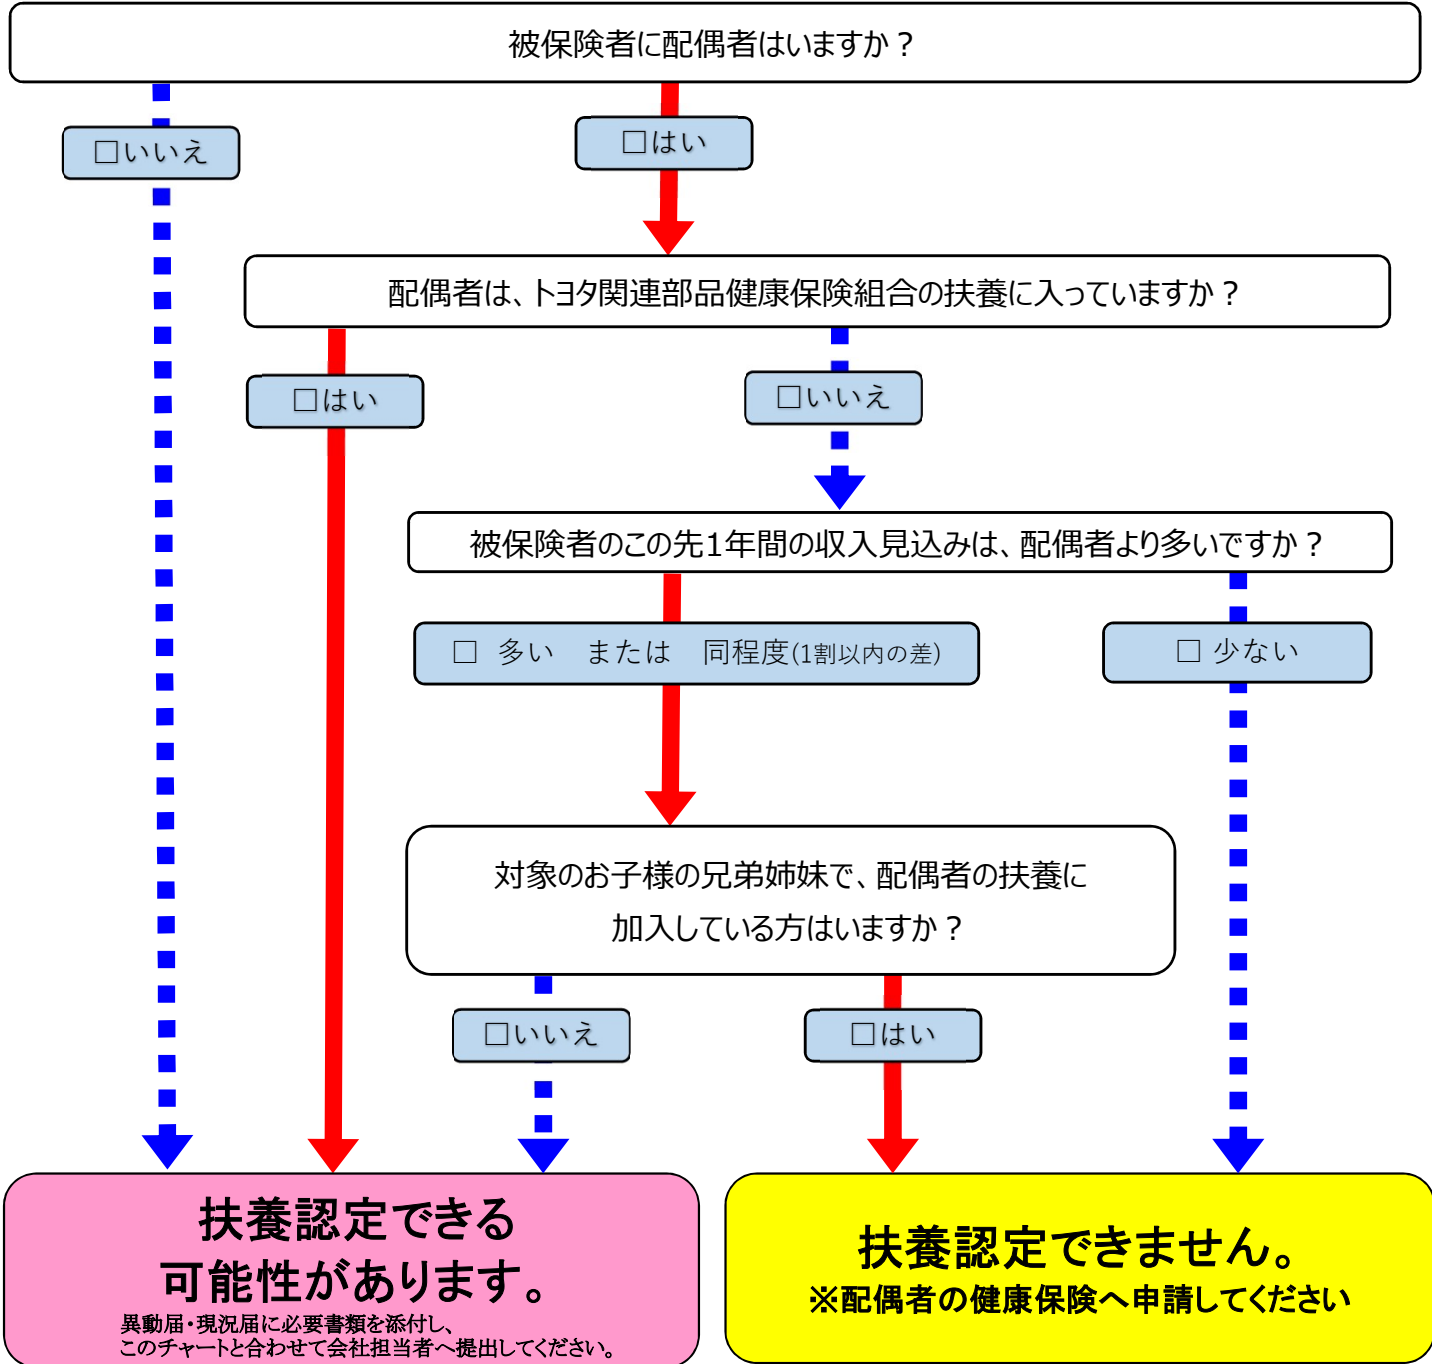 被保険者に配偶者はいますか？
□いいえ
□はい
配偶者は、トヨタ関連部品健康保険組合の扶養に入っていますか？
□はい
□いいえ
被保険者のこの先1年間の収入見込みは、配偶者より多いですか？
□ 多い　または　同程度(1割以内の差)
□ 少ない
対象のお子様の兄弟姉妹で、配偶者の扶養に
加入している方はいますか？
□いいえ
□はい
扶養認定できる
可能性があります。
異動届・現況届に必要書類を添付し、
このチャートと合わせて会社担当者へ提出してください。
扶養認定できません。
※配偶者の健康保険へ申請してください